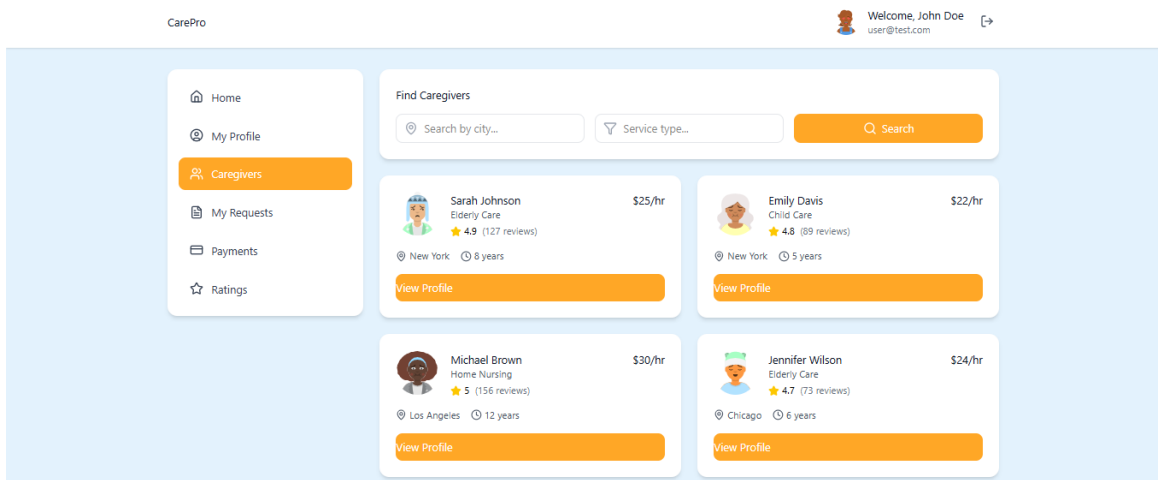 CarePro
Welcome, John Doe
user@test.com
Home
My Profile
Caregivers
My Requests
Payments
Ratings
Find Caregivers
Search by city...
Service type...
Search
Sarah Johnson
$25/hr
Elderly Care
4.9 (127 reviews)
New York 8 years
View Profile
Emily Davis
$22/hr
Child Care
4.8 (89 reviews)
New York 5 years
View Profile
Michael Brown
$30/hr
Home Nursing
5 (156 reviews)
Los Angeles 12 years
View Profile
Jennifer Wilson
$24/hr
Elderly Care
4.7 (73 reviews)
Chicago 6 years
View Profile